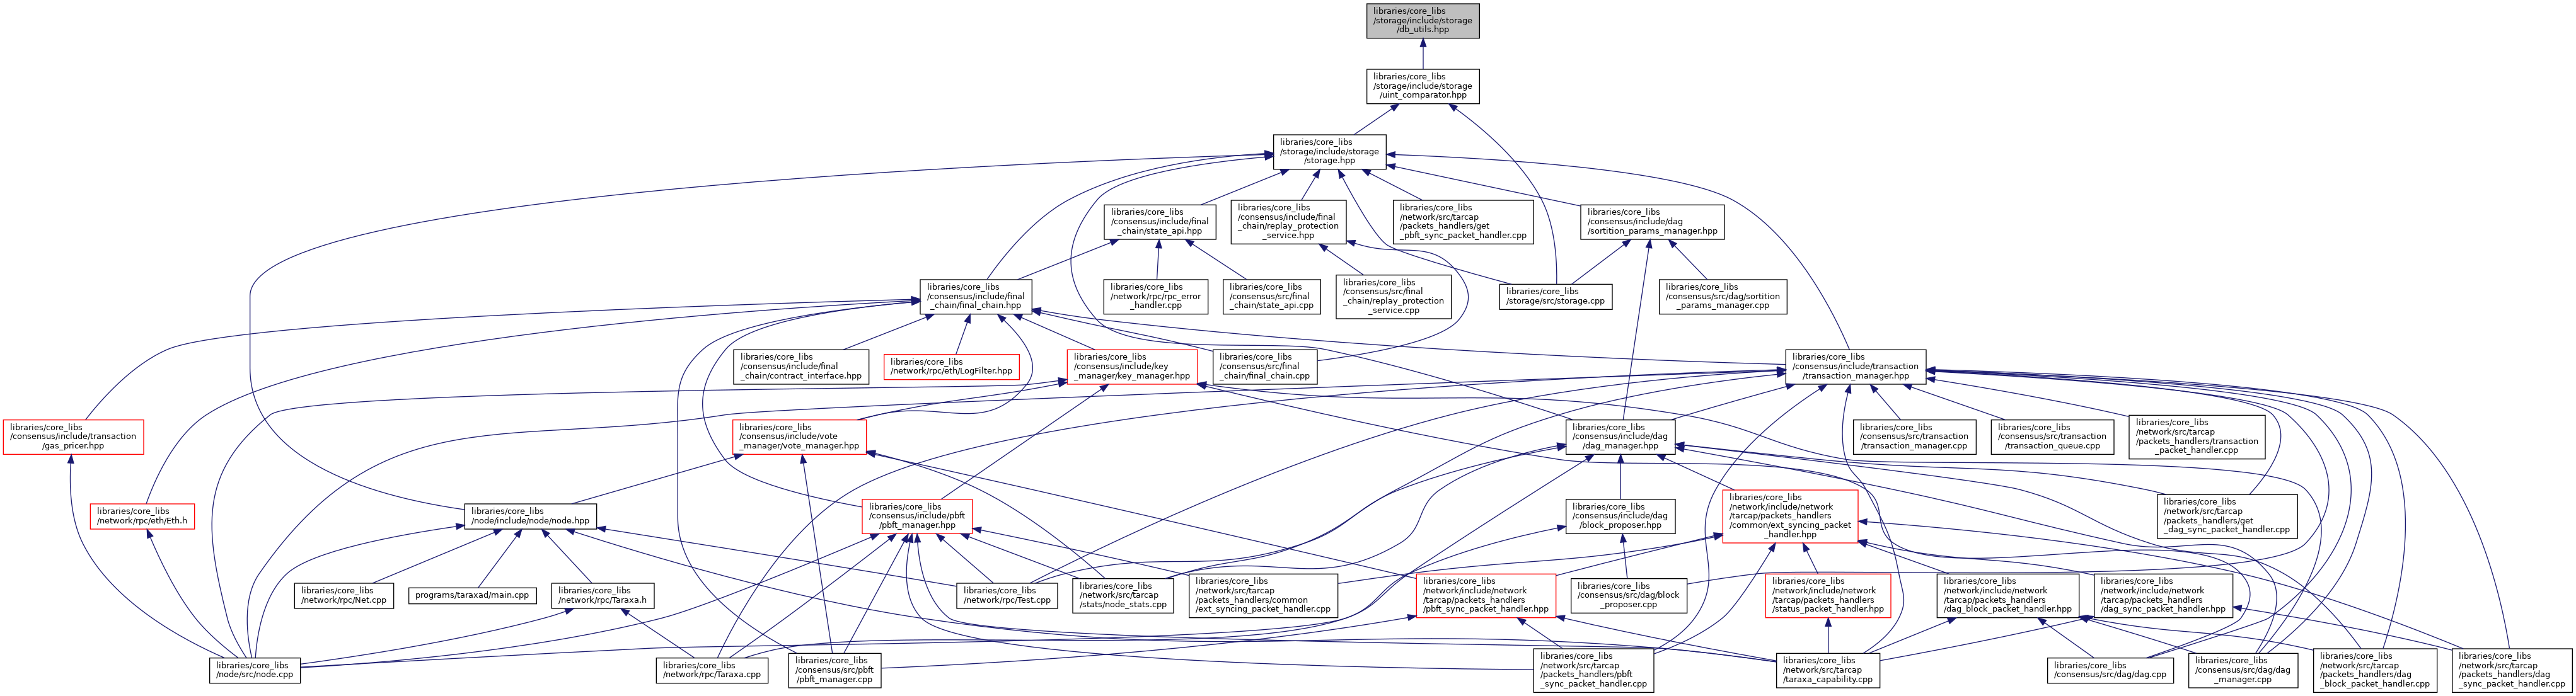 libraries/core_libs
/storage/include/storage
/db_utils.hpp
libraries/core_libs
/storage/include/storage
/uint_comparator.hpp
libraries/core_libs
/storage/include/storage
/storage.hpp
libraries/core_libs
/consensus/include/final
_chain/state_api.hpp
libraries/core_libs
/consensus/include/final
_chain/replay_protection
_service.hpp
libraries/core_libs
/network/src/tarcap
/packets_handlers/get
_pbft_sync_packet_handler.cpp
libraries/core_libs
/consensus/include/dag
/sortition_params_manager.hpp
libraries/core_libs
/consensus/include/final
_chain/final_chain.hpp
libraries/core_libs
/network/rpc/rpc_error
_handler.cpp
libraries/core_libs
/consensus/src/final
_chain/state_api.cpp
libraries/core_libs
/consensus/src/final
_chain/replay_protection
_service.cpp
libraries/core_libs
/storage/src/storage.cpp
libraries/core_libs
/consensus/src/dag/sortition
_params_manager.cpp
libraries/core_libs
/consensus/include/final
_chain/contract_interface.hpp
libraries/core_libs
/network/rpc/eth/LogFilter.hpp
libraries/core_libs
/consensus/include/key
_manager/key_manager.hpp
libraries/core_libs
/consensus/src/final
_chain/final_chain.cpp
libraries/core_libs
/consensus/include/transaction
/transaction_manager.hpp
libraries/core_libs
/consensus/include/transaction
/gas_pricer.hpp
libraries/core_libs
/consensus/include/vote
_manager/vote_manager.hpp
libraries/core_libs
/consensus/include/dag
/dag_manager.hpp
libraries/core_libs
/consensus/src/transaction
/transaction_manager.cpp
libraries/core_libs
/consensus/src/transaction
/transaction_queue.cpp
libraries/core_libs
/network/src/tarcap
/packets_handlers/transaction
_packet_handler.cpp
libraries/core_libs
/network/rpc/eth/Eth.h
libraries/core_libs
/node/include/node/node.hpp
libraries/core_libs
/consensus/include/pbft
/pbft_manager.hpp
libraries/core_libs
/consensus/include/dag
/block_proposer.hpp
libraries/core_libs
/network/include/network
/tarcap/packets_handlers
/common/ext_syncing_packet
_handler.hpp
libraries/core_libs
/network/src/tarcap
/packets_handlers/get
_dag_sync_packet_handler.cpp
libraries/core_libs
/network/rpc/Net.cpp
programs/taraxad/main.cpp
libraries/core_libs
/network/rpc/Taraxa.h
libraries/core_libs
/network/rpc/Test.cpp
libraries/core_libs
/network/src/tarcap
/stats/node_stats.cpp
libraries/core_libs
/network/src/tarcap
/packets_handlers/common
/ext_syncing_packet_handler.cpp
libraries/core_libs
/network/include/network
/tarcap/packets_handlers
/pbft_sync_packet_handler.hpp
libraries/core_libs
/consensus/src/dag/block
_proposer.cpp
libraries/core_libs
/network/include/network
/tarcap/packets_handlers
/status_packet_handler.hpp
libraries/core_libs
/network/include/network
/tarcap/packets_handlers
/dag_block_packet_handler.hpp
libraries/core_libs
/network/include/network
/tarcap/packets_handlers
/dag_sync_packet_handler.hpp
libraries/core_libs
/node/src/node.cpp
libraries/core_libs
/network/rpc/Taraxa.cpp
libraries/core_libs
/consensus/src/pbft
/pbft_manager.cpp
libraries/core_libs
/network/src/tarcap
/packets_handlers/pbft
_sync_packet_handler.cpp
libraries/core_libs
/network/src/tarcap
/taraxa_capability.cpp
libraries/core_libs
/consensus/src/dag/dag.cpp
libraries/core_libs
/consensus/src/dag/dag
_manager.cpp
libraries/core_libs
/network/src/tarcap
/packets_handlers/dag
_block_packet_handler.cpp
libraries/core_libs
/network/src/tarcap
/packets_handlers/dag
_sync_packet_handler.cpp